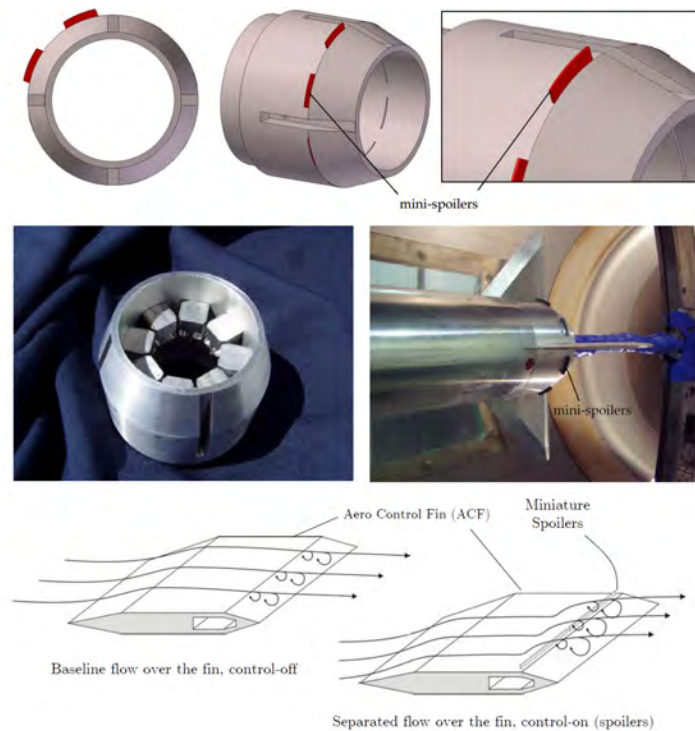 mini-spoilers
mini-spoilers
Aero Control Fin (ACF)
Miniature
Spoilers
Baseline flow over the fin, control-off
Separated flow over the fin, control-on (spoilers)